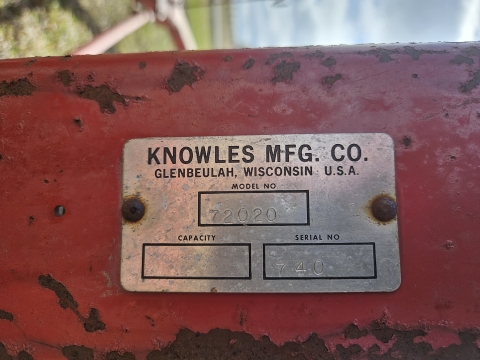 KNOWLES MFG. CO.
GLENBEULAH, WISCONSIN U.S.A.
MODEL NO
72020
CAPACITY SERIAL NO
740